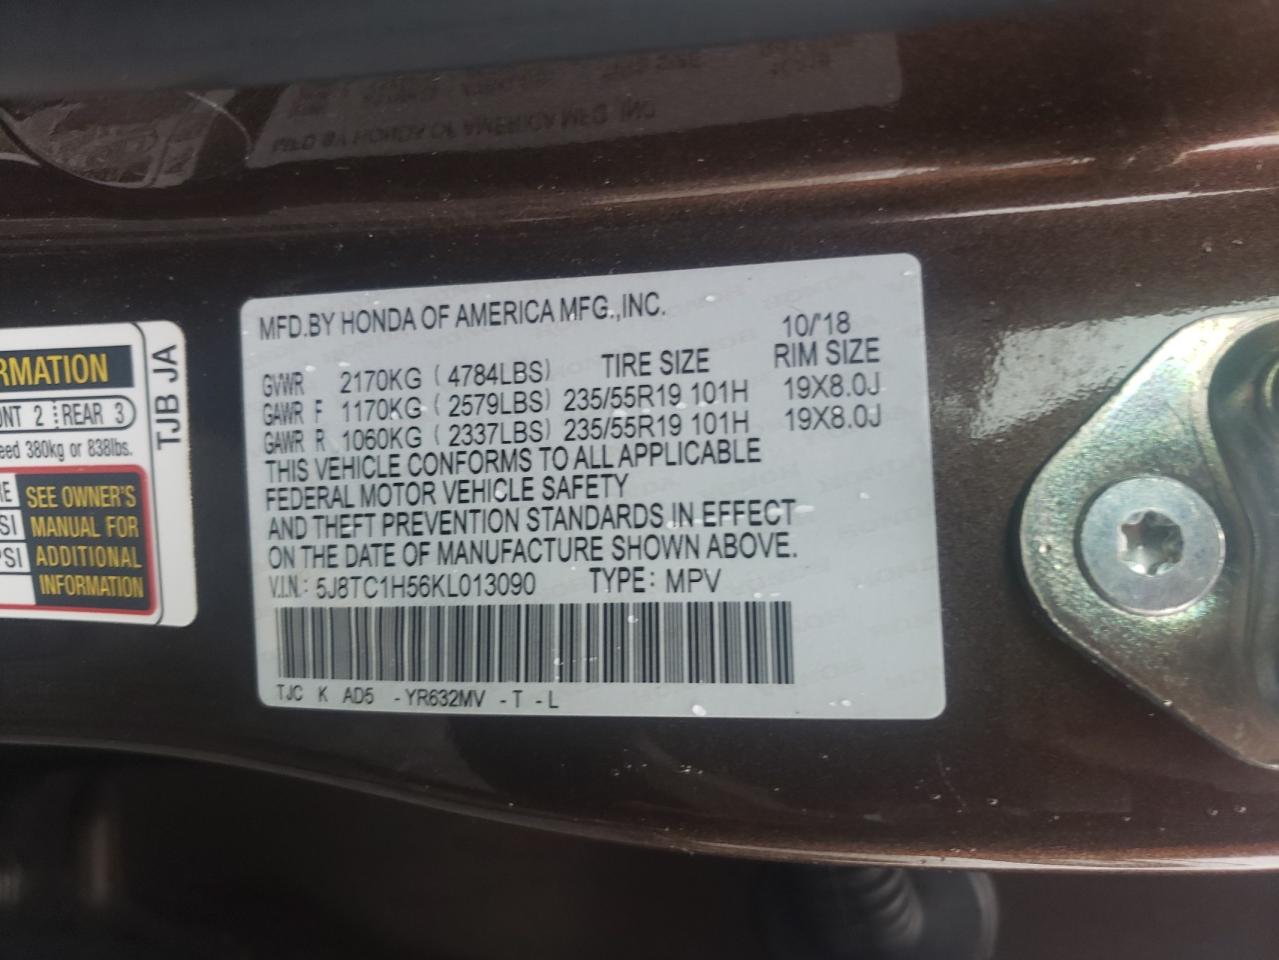 RMATION
ONT 2 REAR 3
eed 380kg or 838lbs.
SEE OWNER'S
MANUAL FOR
ADDITIONAL
INFORMATION
RE
SI
PSI
TJB JA
MFD.BY HONDA OF AMERICA MFG.,INC.
10/'18
GVWR 2170KG ( 4784LBS) TIRE SIZE RIM SIZE
GAWR F 1170KG ( 2579LBS) 235/55R19 101H 19X8.0J
GAWR R 1060KG ( 2337LBS) 235/55R19 101H 19X8.0J
THIS VEHICLE CONFORMS TO ALL APPLICABLE
FEDERAL MOTOR VEHICLE SAFETY
AND THEFT PREVENTION STANDARDS IN EFFECT
ON THE DATE OF MANUFACTURE SHOWN ABOVE.
V.I.N.: 5J8TC1H56KL013090 TYPE: MPV
TJC K AD5 -YR632MV -T -L